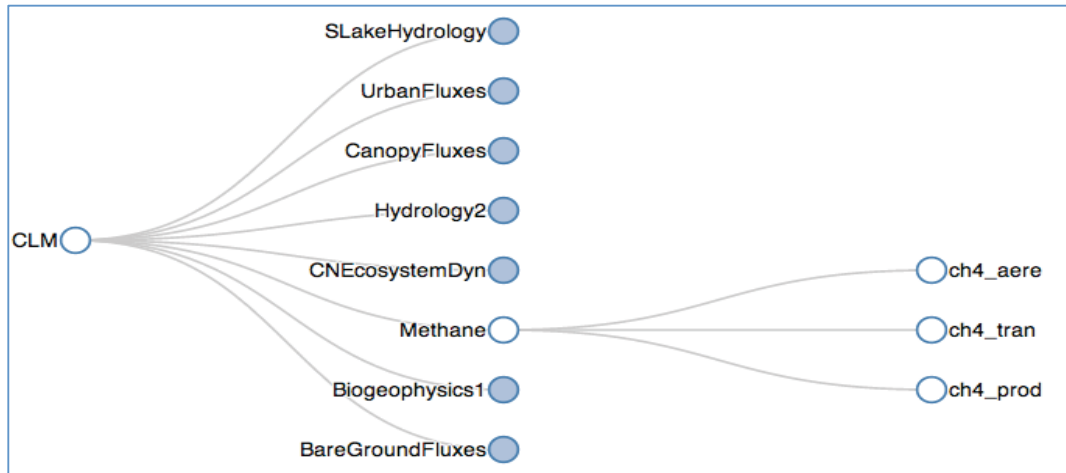 SLakeHydrology
UrbanFluxes
CanopyFluxes
Hydrology2
CLM
CNEcosystemDyn
ch4_aere
Methane
ch4_tran
Biogeophysics1
ch4_prod
BareGroundFluxes